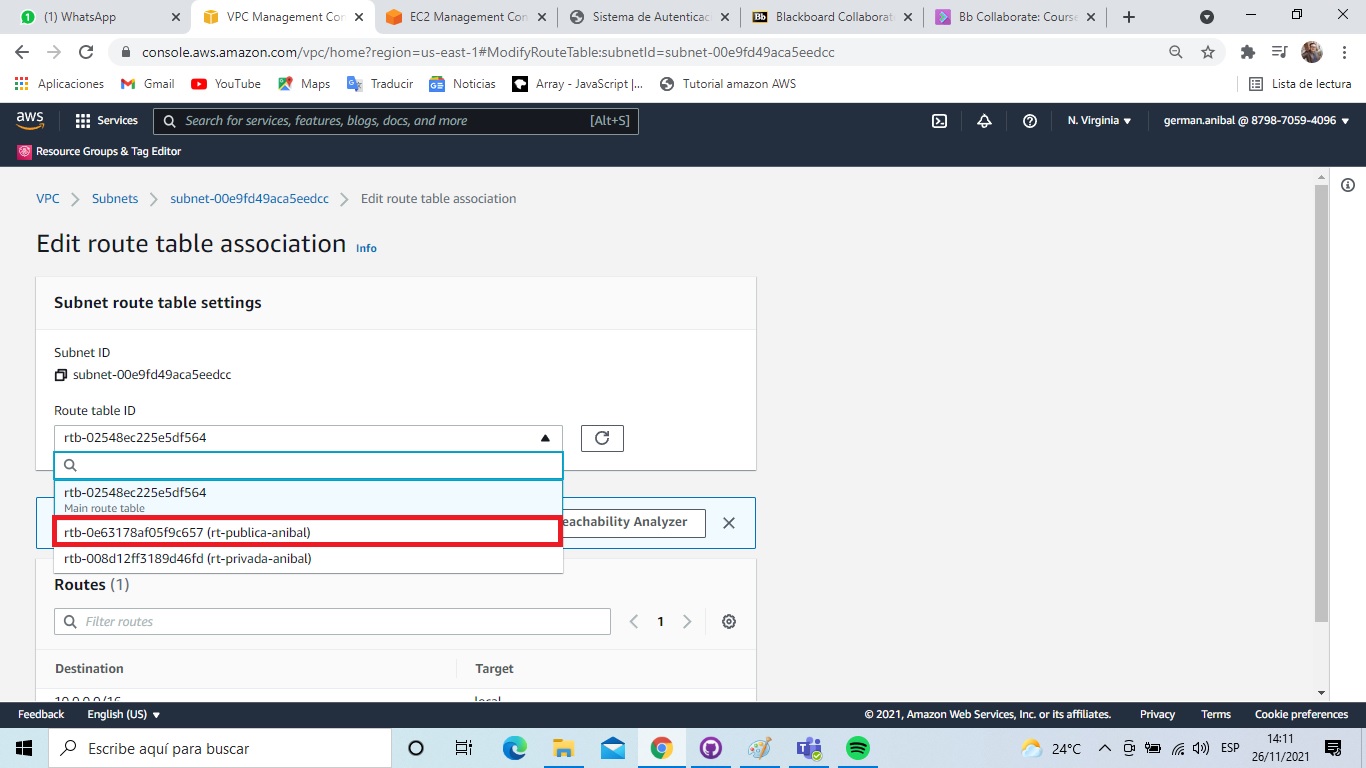 (1) WhatsApp
VPC Management Con
EC2 Management Con
Sistema de Autenticac
Bb
Blackboard Collaborat
Bb Collaborate: Course
console.aws.amazon.com/vpc/home?region=us-east-1#ModifyRouteTable:subnetId=subnet-00e9fd49aca5eedcc
Aplicaciones
Gmail
YouTube
Maps
Traducir
Noticias
Array - JavaScript |...
Tutorial amazon AWS
Lista de lectura
aws
Services
Search for services, features, blogs, docs, and more
[Alt+S]
N. Virginia
german.anibal @ 8798-7059-4096
Resource Groups & Tag Editor
VPC
Subnets
subnet-00e9fd49aca5eedcc
Edit route table association
Edit route table association
Info
Subnet route table settings
Subnet ID
subnet-00e9fd49aca5eedcc
Route table ID
rtb-02548ec225e5df564
rtb-02548ec225e5df564
Main route table
rtb-0e63178af05f9c657 (rt-publica-anibal)
eachability Analyzer
rtb-008d12ff3189d46fd (rt-privada-anibal)
Routes (1)
Filter routes
1
Destination
Target
10.0.0.0/16
local
Feedback
English (US)
© 2021, Amazon Web Services, Inc. or its affiliates.
Privacy
Terms
Cookie preferences
Escribe aquí para buscar
24°C
ESP
14:11
26/11/2021